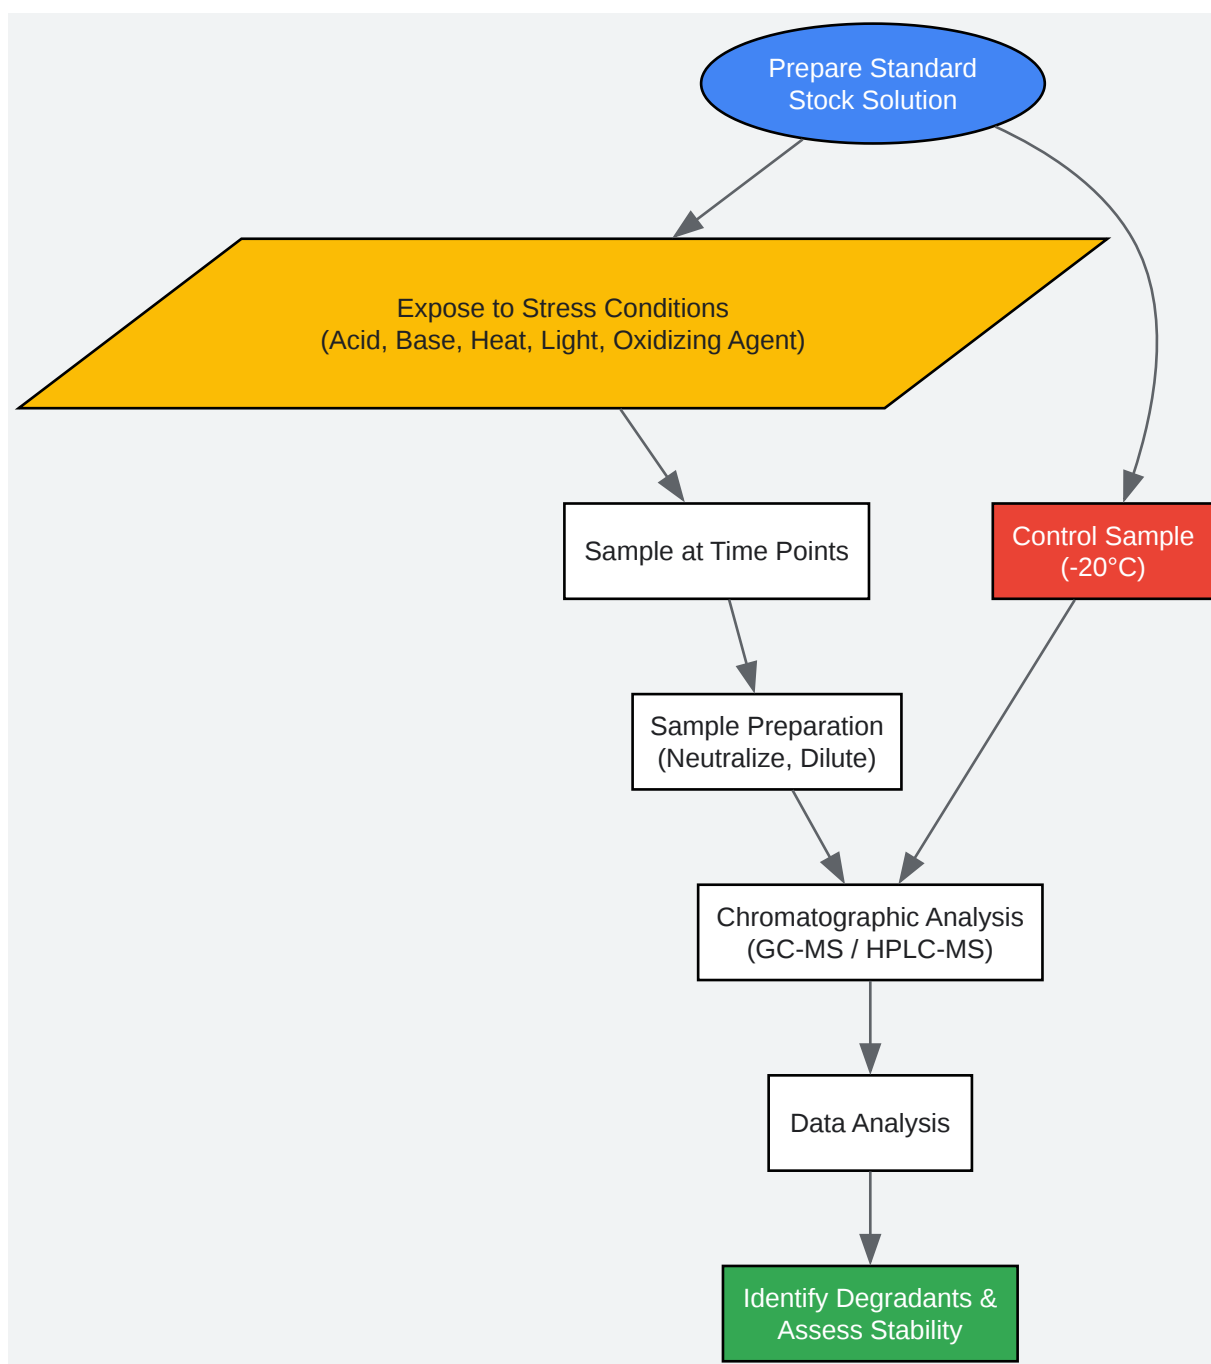 Prepare Standard
Stock Solution
Expose to Stress Conditions
(Acid, Base, Heat, Light, Oxidizing Agent)
Sample at Time Points
Control Sample
(-20°C)
Sample Preparation
(Neutralize, Dilute)
Chromatographic Analysis
(GC-MS / HPLC-MS)
Data Analysis
Identify Degradants &
Assess Stability